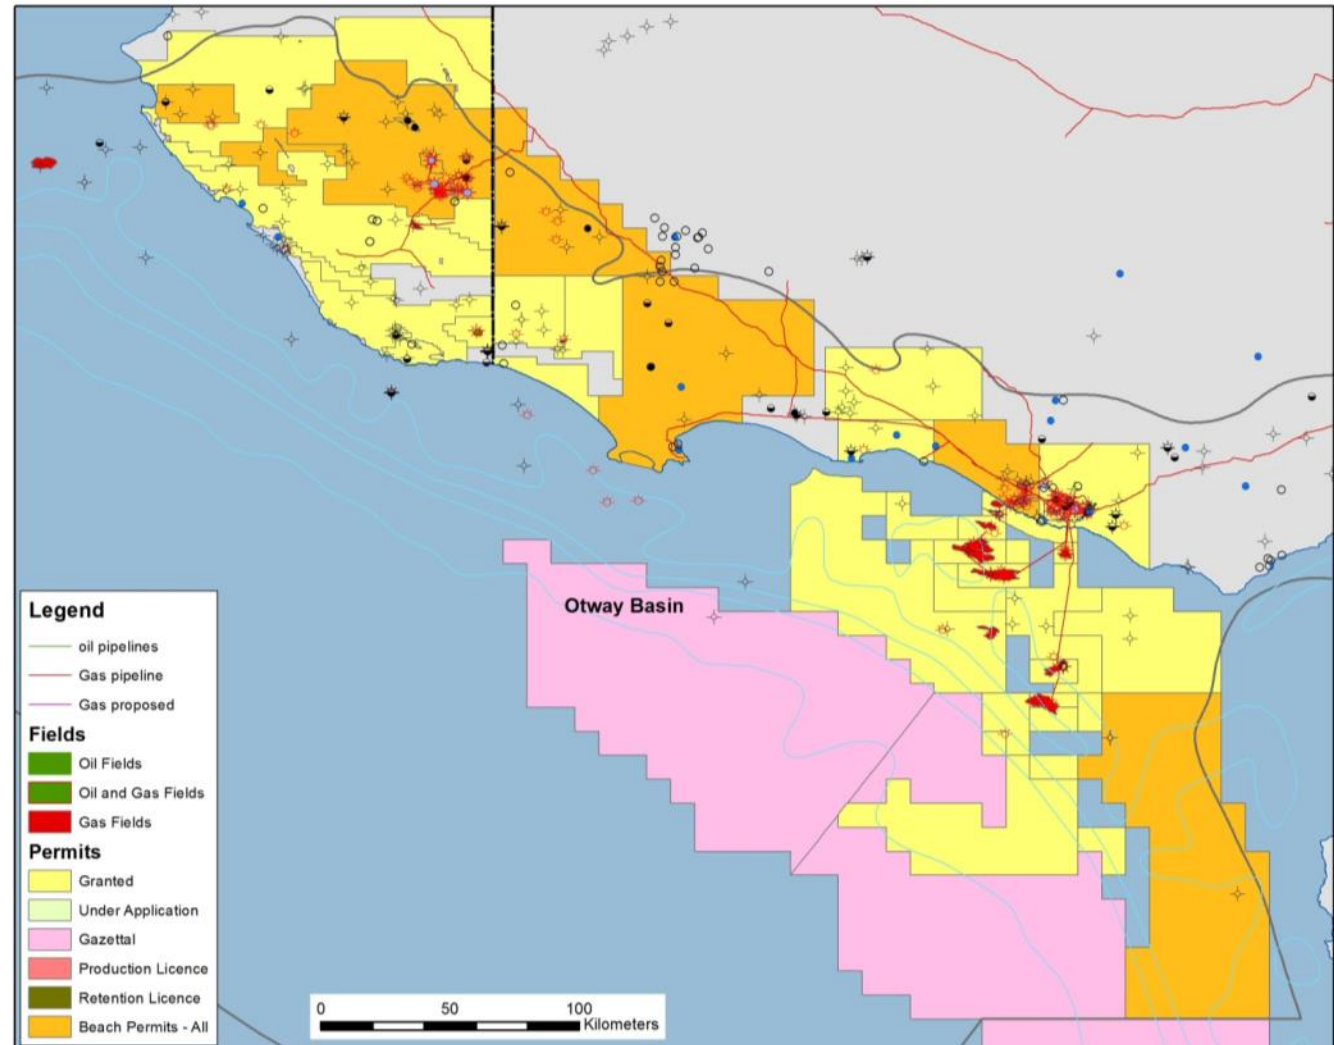 Otway Basin
Legend
oil pipelines
Gas pipeline
Gas proposed
Fields
Oil Fields
Oil and Gas Fields
Gas Fields
Permits
Granted
Under Application
Gazettal
Production Licence
Retention Licence
Beach Permits - All
0 50 100
Kilometers